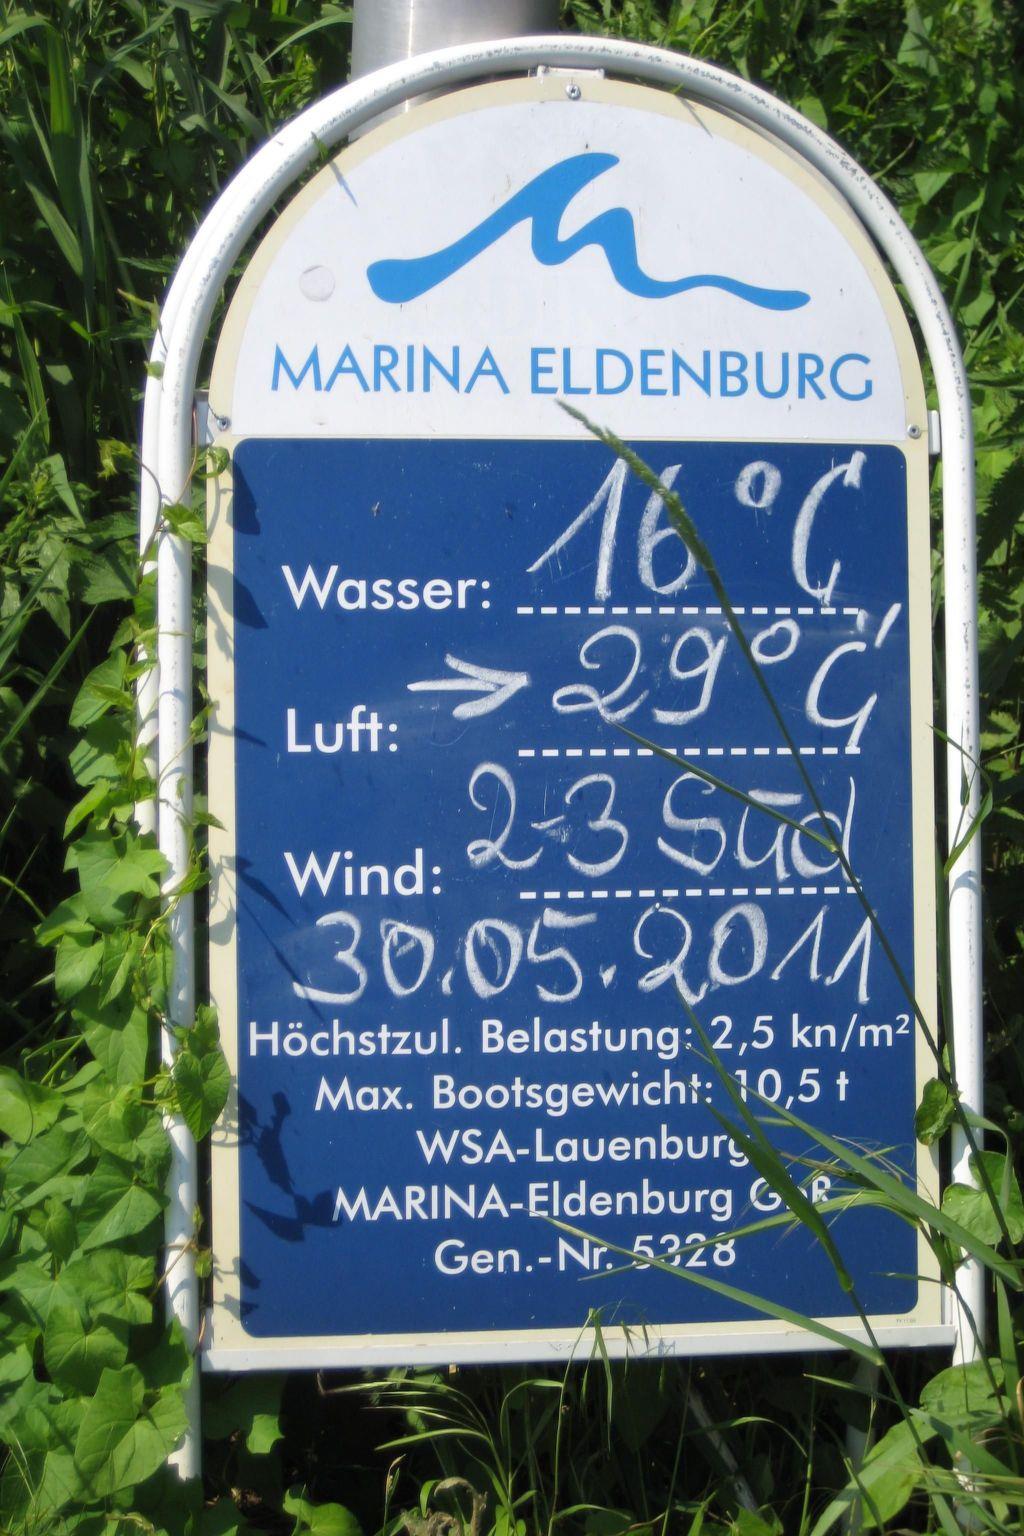 MARINA ELDENBURG
Wasser: 16°C
Luft: → 29°C
Wind: 2-3 Süd
30.05.2011
Höchstzul. Belastung: 2,5 kn/m²
Max. Bootsgewicht: 10,5 t
WSA-Lauenburg
MARINA-Eldenburg
Gen.-Nr. 5328